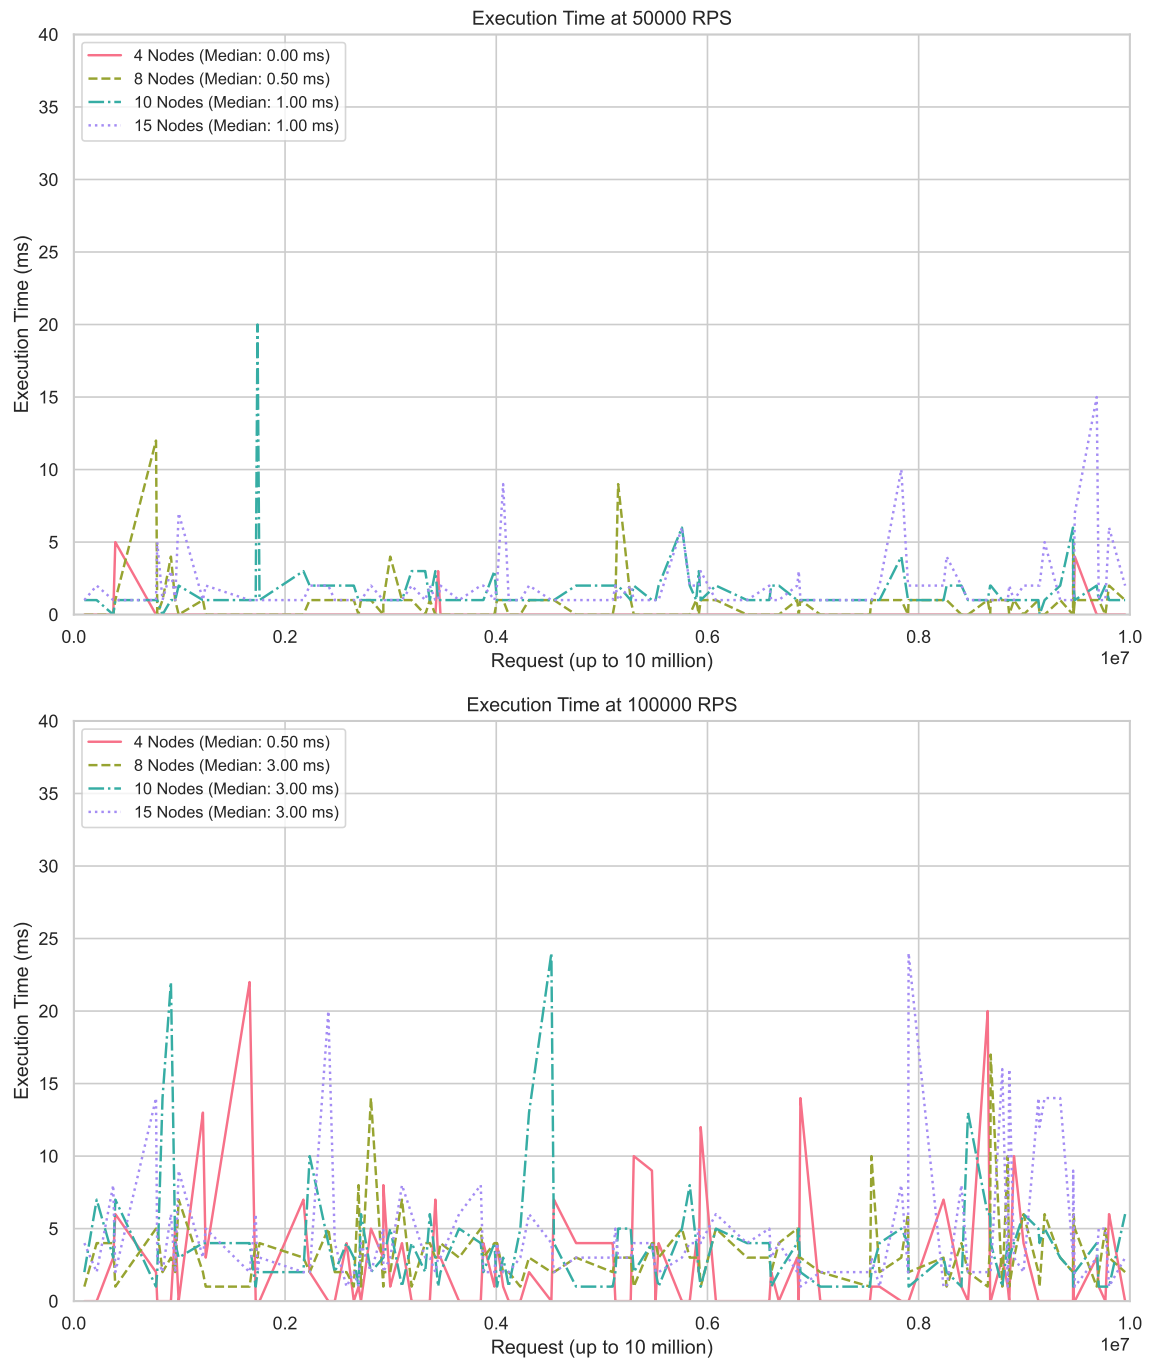 Execution Time at 50000 RPS
40
35
30
25
20
15
10
5
0
Execution Time (ms)
4 Nodes (Median: 0.00 ms)
8 Nodes (Median: 0.50 ms)
10 Nodes (Median: 1.00 ms)
15 Nodes (Median: 1.00 ms)
0.0 0.2 0.4 0.6 0.8 1.0
1e7
Request (up to 10 million)
Execution Time at 100000 RPS
40
35
30
25
20
15
10
5
0
Execution Time (ms)
4 Nodes (Median: 0.50 ms)
8 Nodes (Median: 3.00 ms)
10 Nodes (Median: 3.00 ms)
15 Nodes (Median: 3.00 ms)
0.0 0.2 0.4 0.6 0.8 1.0
1e7
Request (up to 10 million)